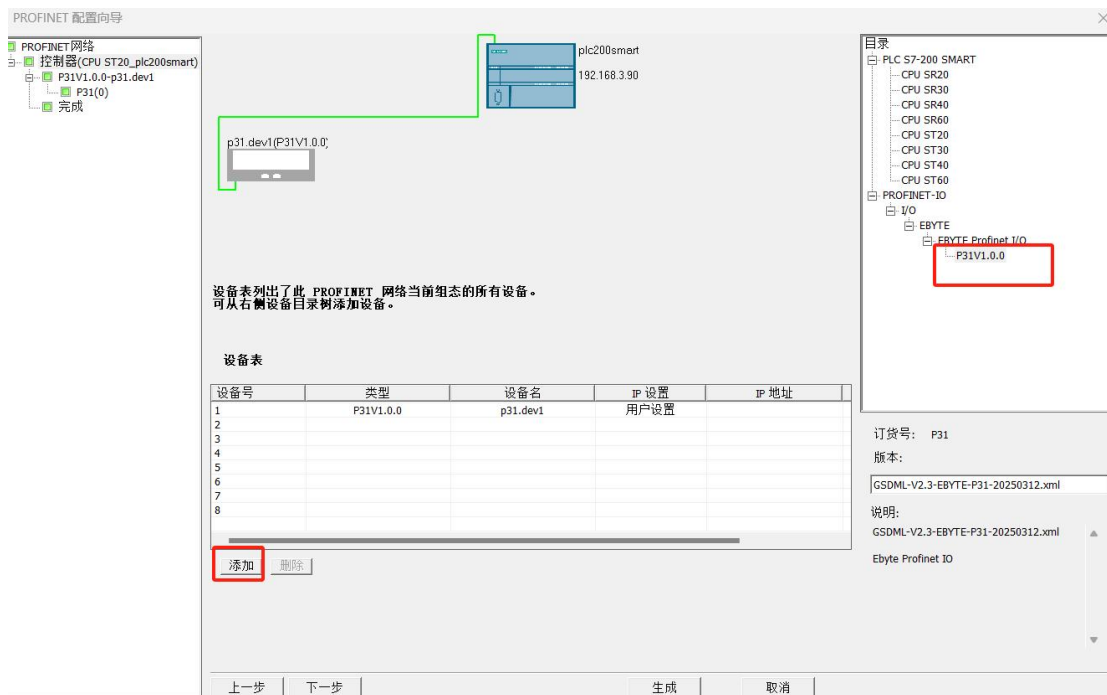 PROFINET 配置向导
PROFINET网络
控制器(CPU ST20_plc200smart)
P31V1.0.0-p31.dev1
P31(0)
完成
plc200smart
192.168.3.90
p31.dev1(P31V1.0.0)
设备表列出了此 PROFINET 网络当前组态的所有设备。
可从右侧设备目录树添加设备。
设备表
设备号 类型 设备名 IP 设置 IP 地址
1 P31V1.0.0 p31.dev1 用户设置
2
3
4
5
6
7
8
添加 删除
上一步 下一步 生成 取消
目录
PLC S7-200 SMART
CPU SR20
CPU SR30
CPU SR40
CPU SR60
CPU ST20
CPU ST30
CPU ST40
CPU ST60
PROFINET-IO
I/O
EBYTE
EBYTE Profinet I/O
P31V1.0.0
订货号: P31
版本:
GSDML-V2.3-EBYTE-P31-20250312.xml
说明:
GSDML-V2.3-EBYTE-P31-20250312.xml
Ebyte Profinet IO